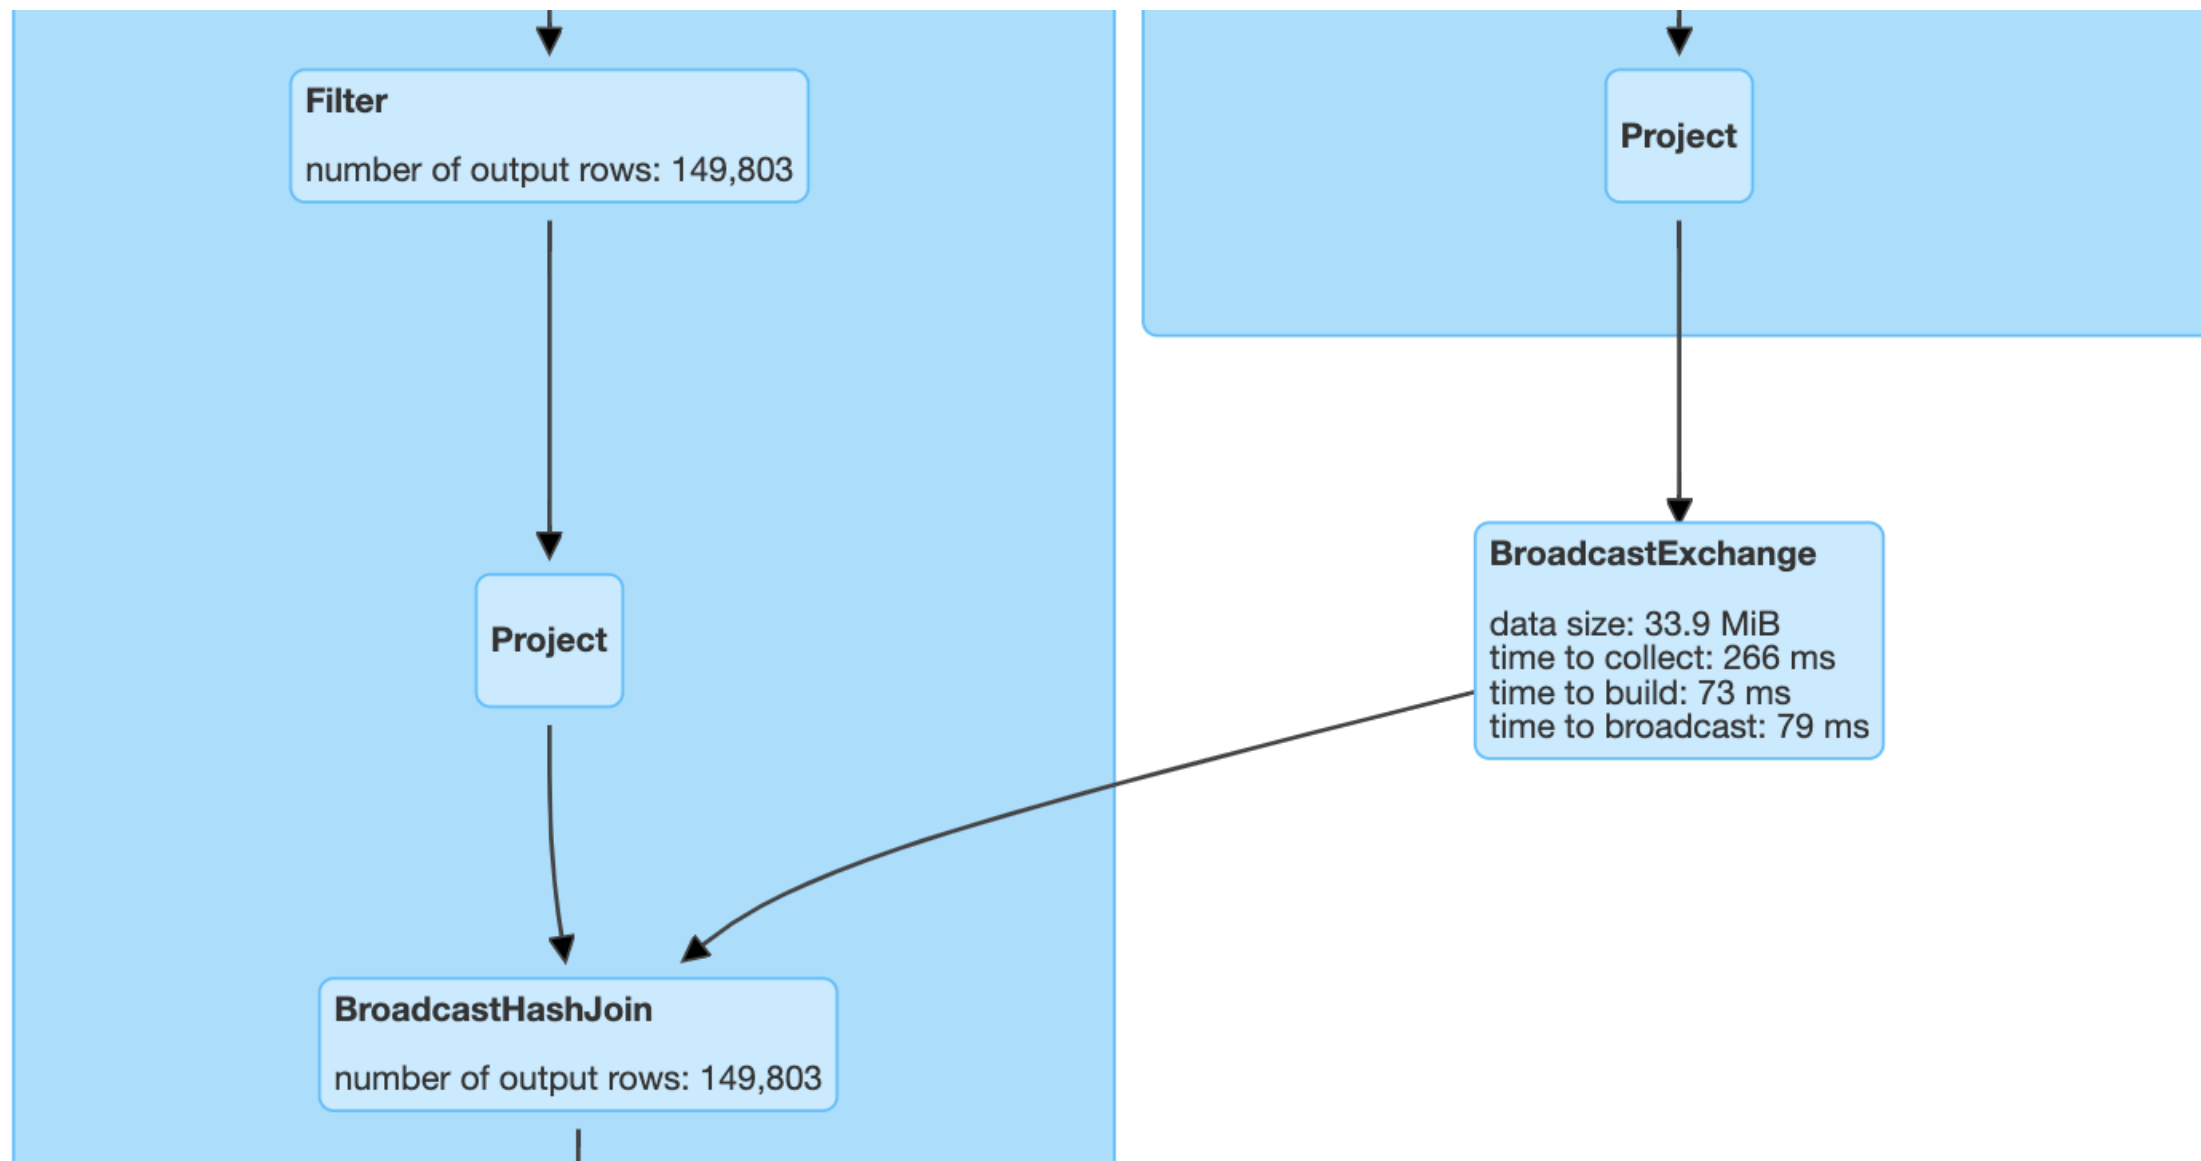 Filter
number of output rows: 149,803
Project
Project
BroadcastExchange
data size: 33.9 MiB
time to collect: 266 ms
time to build: 73 ms
time to broadcast: 79 ms
BroadcastHashJoin
number of output rows: 149,803